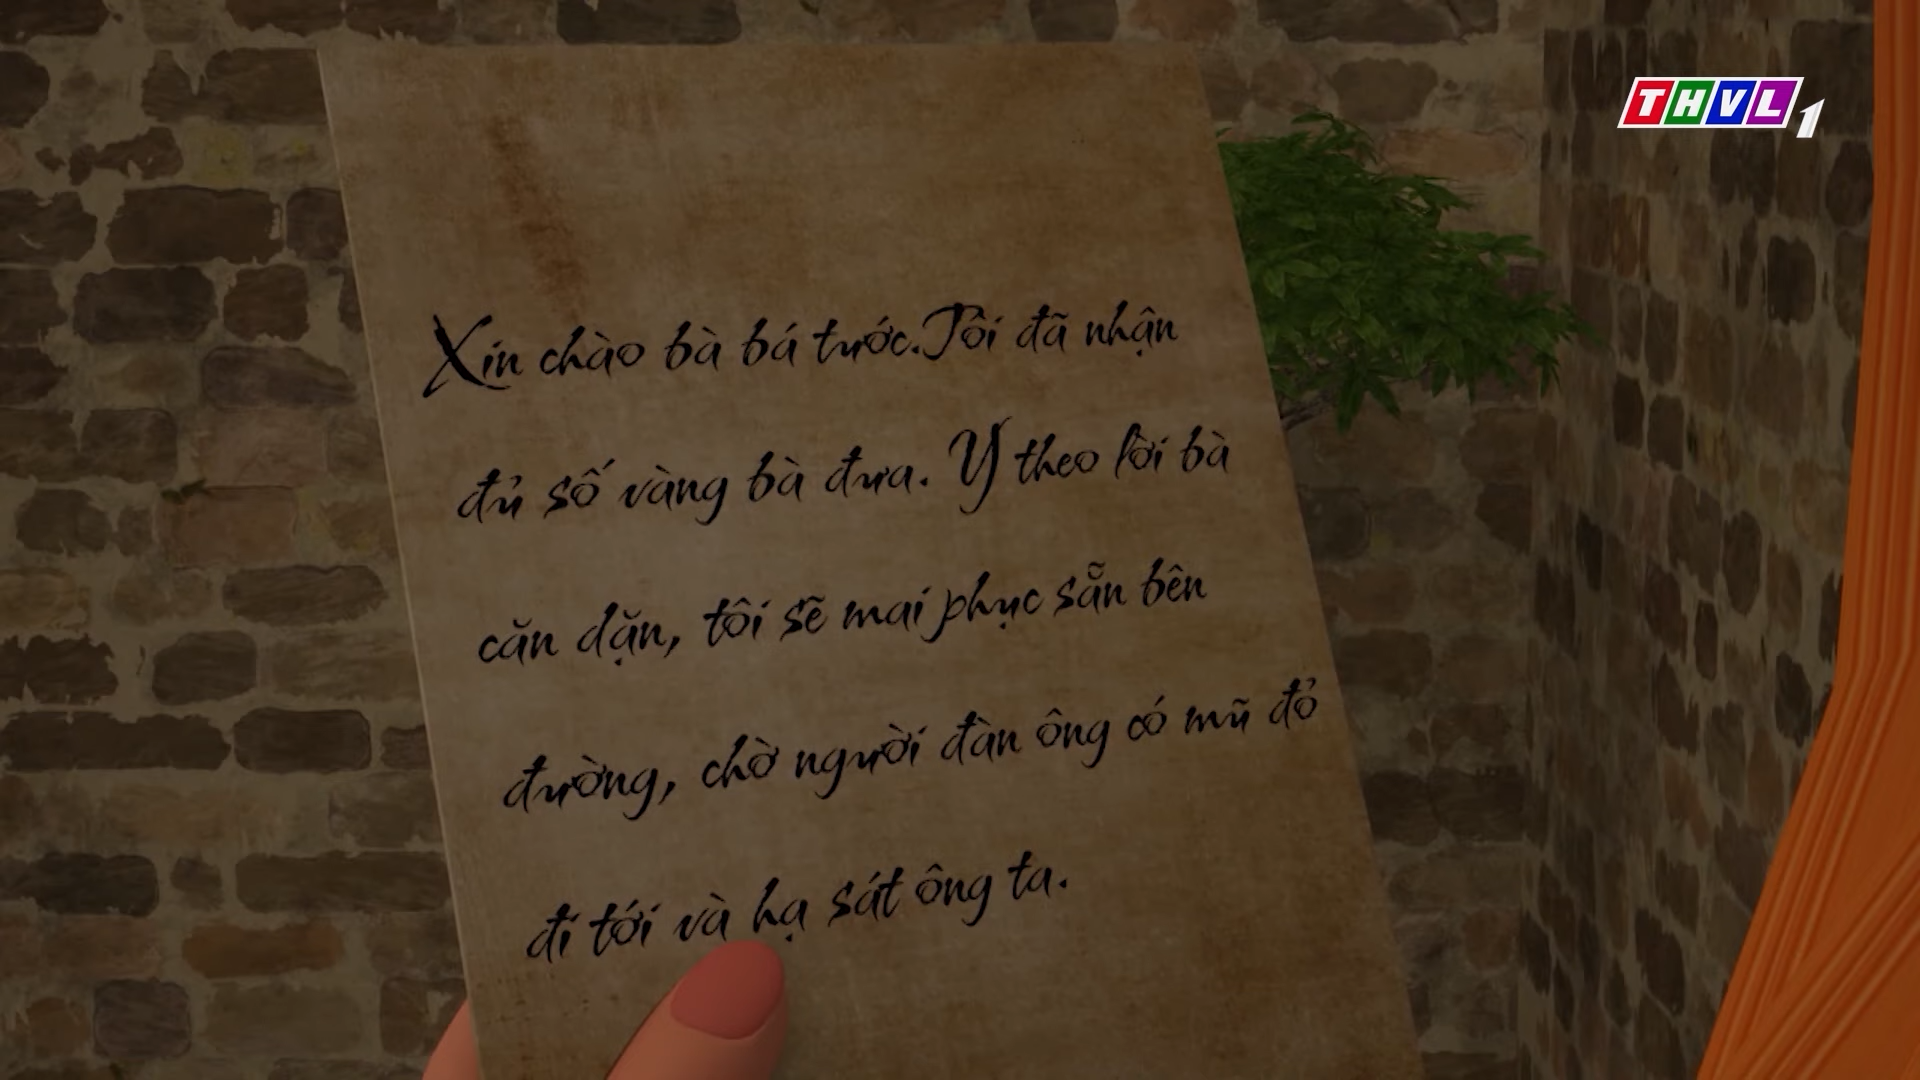 THVL1
Xin chào bà bá tước.Tôi đã nhận
đủ số vàng bà đưa. Y theo lời bà
căn dặn, tôi sẽ mai phục sẵn bên
đường, chờ người đàn ông có mũ đỏ
đi tới và hạ sát ông ta.